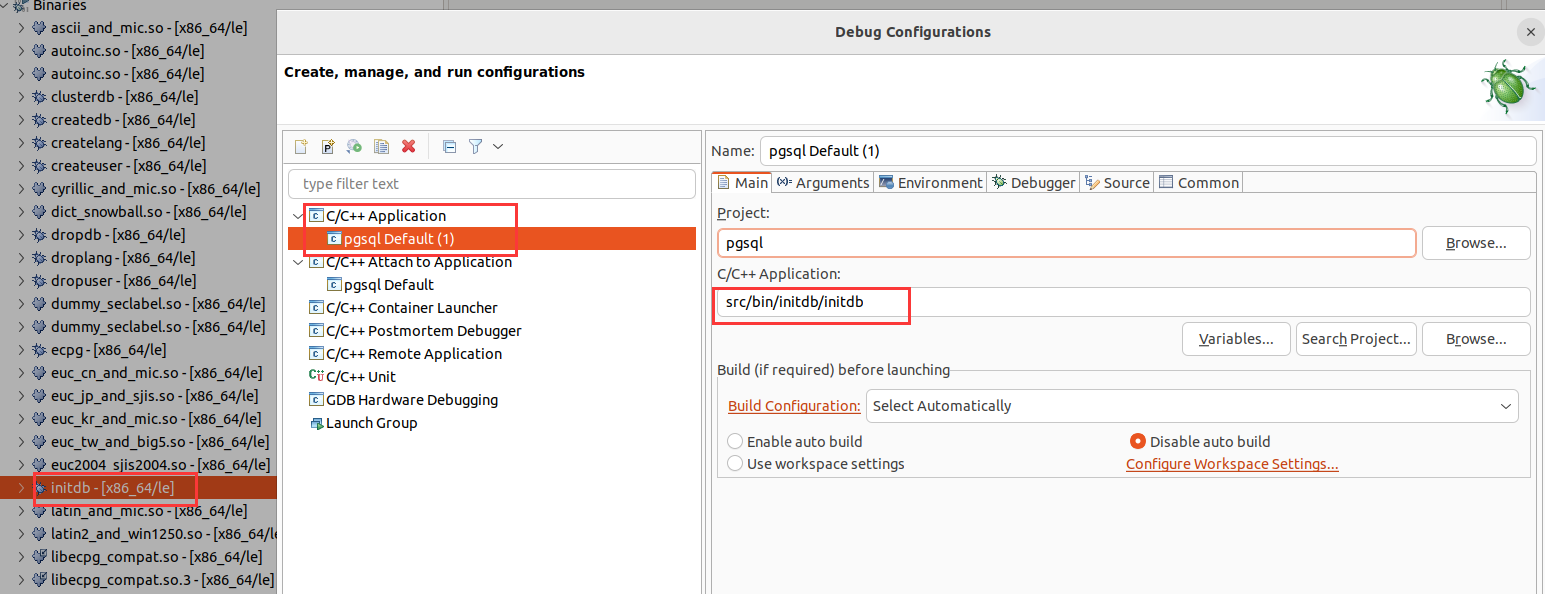 Binaries
ascii_and_mic.so - [x86_64/le]
autoinc.so - [x86_64/le]
autoinc.so - [x86_64/le]
clusterdb - [x86_64/le]
createdb - [x86_64/le]
createlang - [x86_64/le]
createuser - [x86_64/le]
cyrillic_and_mic.so - [x86_64/le]
dict_snowball.so - [x86_64/le]
dropdb - [x86_64/le]
droplang - [x86_64/le]
dropuser - [x86_64/le]
dummy_seclabel.so - [x86_64/le]
dummy_seclabel.so - [x86_64/le]
ecpg - [x86_64/le]
euc_cn_and_mic.so - [x86_64/le]
euc_jp_and_sjis.so - [x86_64/le]
euc_kr_and_mic.so - [x86_64/le]
euc_tw_and_big5.so - [x86_64/le]
euc2004_sjis2004.so - [x86_64/le]
initdb - [x86_64/le]
latin_and_mic.so - [x86_64/le]
latin2_and_win1250.so - [x86_64/le
libecpg_compat.so - [x86_64/le]
libecpg_compat.so.3 - [x86_64/le]
Debug Configurations
Create, manage, and run configurations
type filter text
C/C++ Application
pgsql Default (1)
C/C++ Attach to Application
pgsql Default
C/C++ Container Launcher
C/C++ Postmortem Debugger
C/C++ Remote Application
C/C++ Unit
GDB Hardware Debugging
Launch Group
Name: pgsql Default (1)
Main Arguments Environment Debugger Source Common
Project:
pgsql Browse...
C/C++ Application:
src/bin/initdb/initdb
Variables... Search Project... Browse...
Build (if required) before launching
Build Configuration: Select Automatically
Enable auto build Disable auto build
Use workspace settings Configure Workspace Settings...